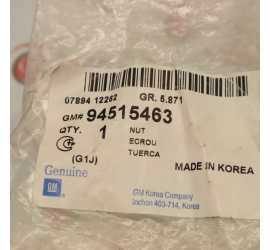 07894 12262 GR. 5.871
GM# 94515463
QTY. 1 NUT
ECROU
(G1J) TUERCA
MADE IN KOREA
Genuine
GM
GM Korea Company
403-714, Korea